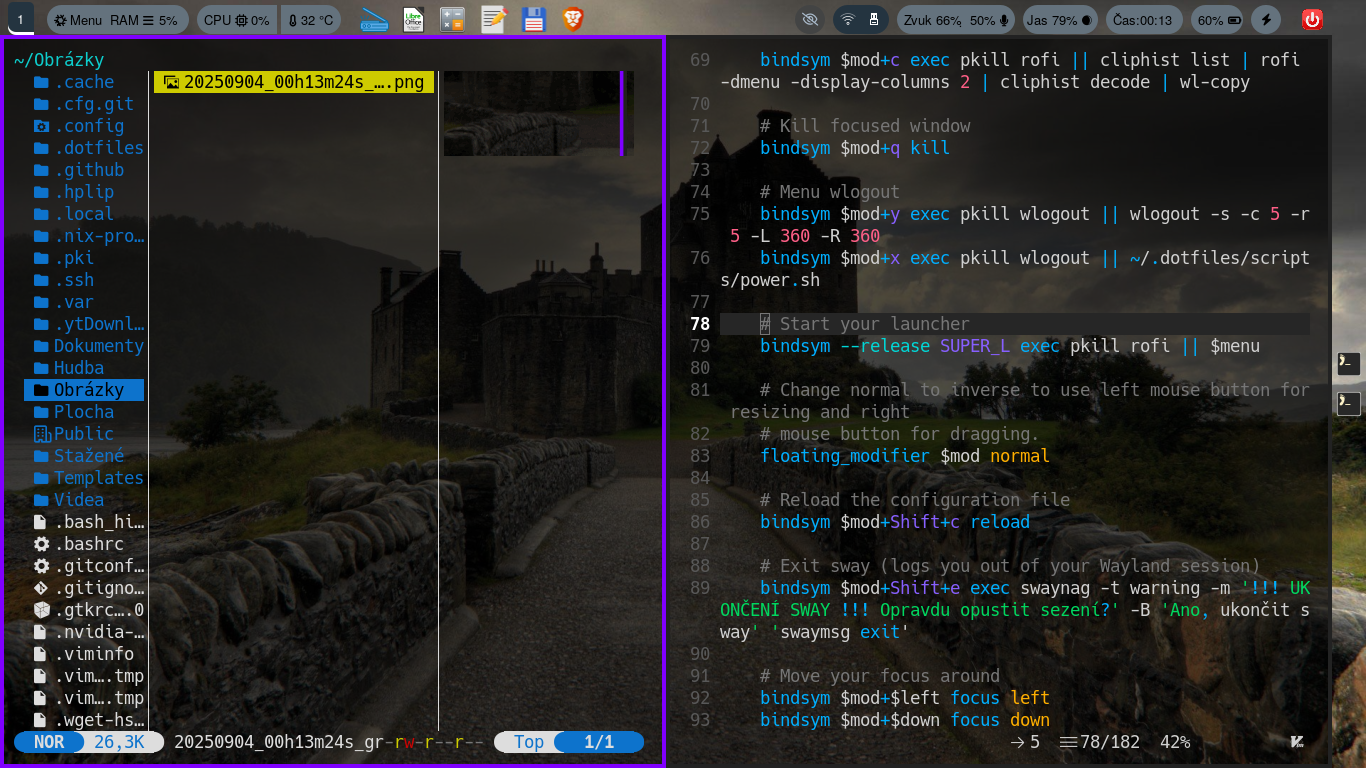 1 Menu RAM 5% CPU 0% 32 °C Zvuk 66% 50% Jas 79% Čas:00:13 60%
~/Obrázky
.cache
.cfg.git
.config
.dotfiles
.github
.hplip
.local
.nix-pro…
.pki
.ssh
.var
.ytDownl…
Dokumenty
Hudba
Obrázky
Plocha
Public
Stažené
Templates
Videa
.bash_hi…
.bashrc
.gitconf…
.gitigno…
.gtkrc….0
.nvidia-…
.viminfo
.vim….tmp
.vim….tmp
.wget-hs…
20250904_00h13m24s_….png
NOR 26,3K 20250904_00h13m24s_gr-rw-r--r-- Top 1/1
69 bindsym $mod+c exec pkill rofi || cliphist list | rofi
-dmenu -display-columns 2 | cliphist decode | wl-copy
70
71 # Kill focused window
72 bindsym $mod+q kill
73
74 # Menu wlogout
75 bindsym $mod+y exec pkill wlogout || wlogout -s -c 5 -r
5 -L 360 -R 360
76 bindsym $mod+x exec pkill wlogout || ~/.dotfiles/script
s/power.sh
77
78 # Start your launcher
79 bindsym --release SUPER_L exec pkill rofi || $menu
80
81 # Change normal to inverse to use left mouse button for
resizing and right
82 # mouse button for dragging.
83 floating_modifier $mod normal
84
85 # Reload the configuration file
86 bindsym $mod+Shift+c reload
87
88 # Exit sway (logs you out of your Wayland session)
89 bindsym $mod+Shift+e exec swaynag -t warning -m '!!! UK
ONČENÍ SWAY !!! Opravdu opustit sezení?' -B 'Ano, ukončit s
way' 'swaymsg exit'
90
91 # Move your focus around
92 bindsym $mod+$left focus left
93 bindsym $mod+$down focus down
5 78/182 42%